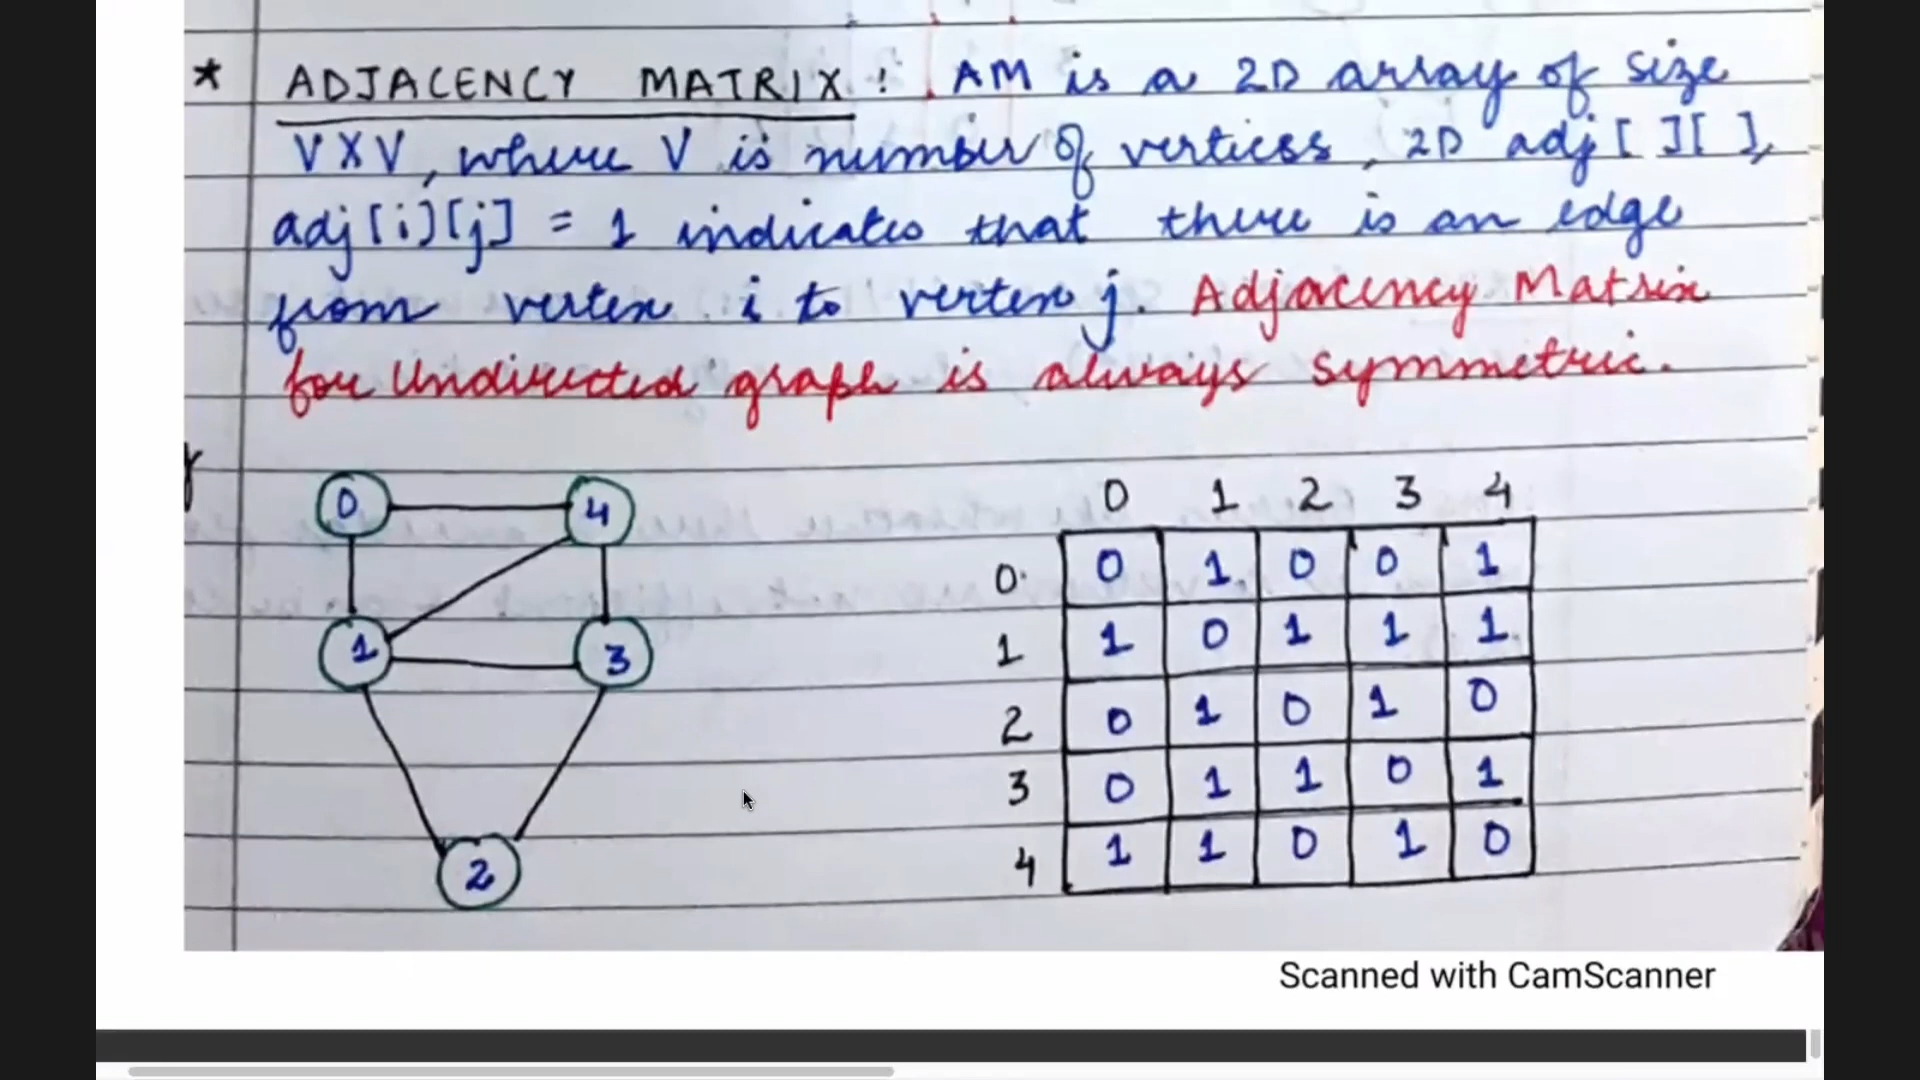 * ADJACENCY MATRIX : AM is a 2D array of size
VXV, where V is number of vertices, 2D adj[ ][ ],
adj[i][j] = 1 indicates that there is an edge
from vertex i to vertex j. Adjacency Matrix
for Undirected graph is always symmetric.
0 4
1 3
2
0 1 2 3 4
0 0 1 0 0 1
1 1 0 1 1 1
2 0 1 0 1 0
3 0 1 1 0 1
4 1 1 0 1 0
Scanned with CamScanner